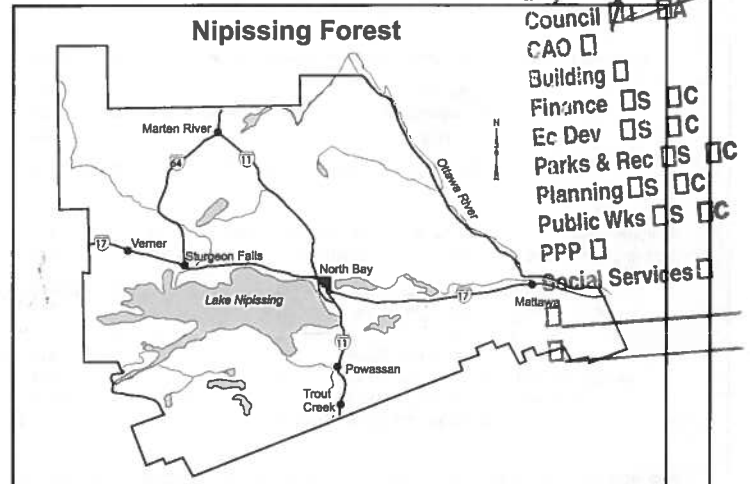 Nipissing Forest
Council A
CAO
Building
Finance S C
Ec Dev S C
Parks & Rec S C
Planning S C
Public Wks S C
PPP
Social Services
N
Marten River
64
11
Ottawa River
17
Verner
Sturgeon Falls
North Bay
Lake Nipissing
17
Mattawa
11
Powassan
Trout
Creek